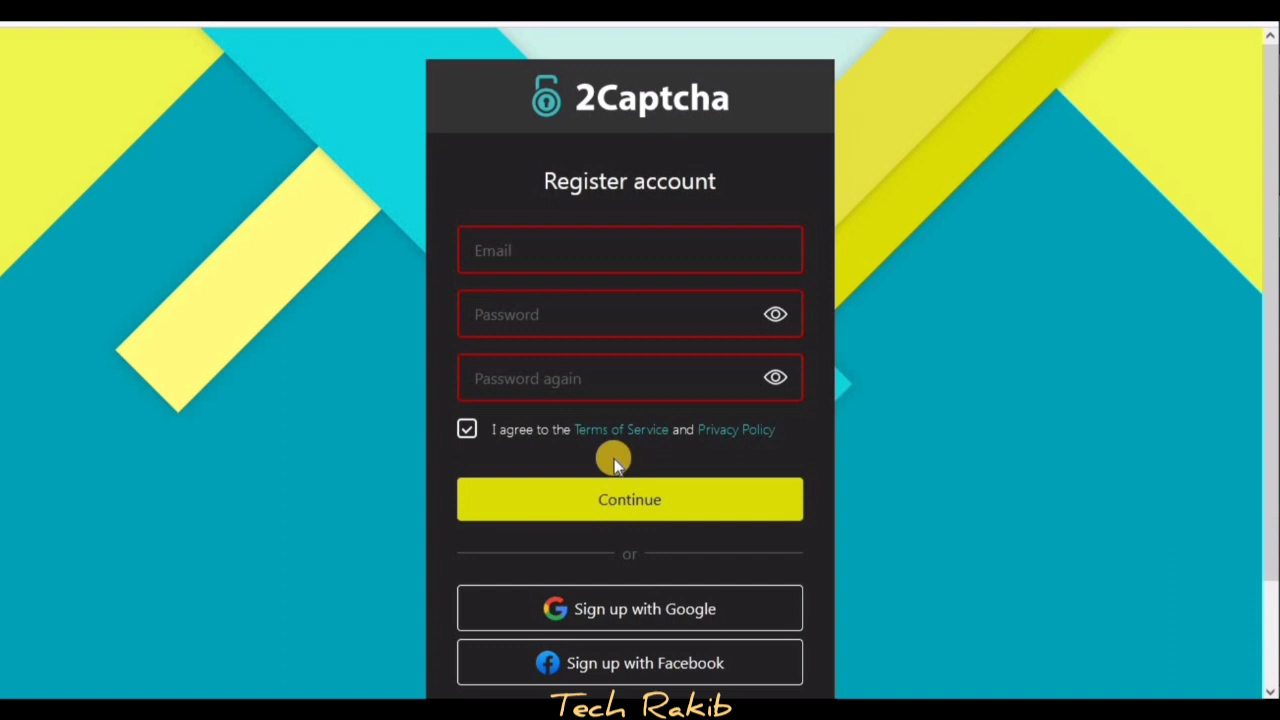 2Captcha
Register account
Email
Password
Password again
I agree to the Terms of Service and Privacy Policy
Continue
or
Sign up with Google
Sign up with Facebook
Tech Rakib